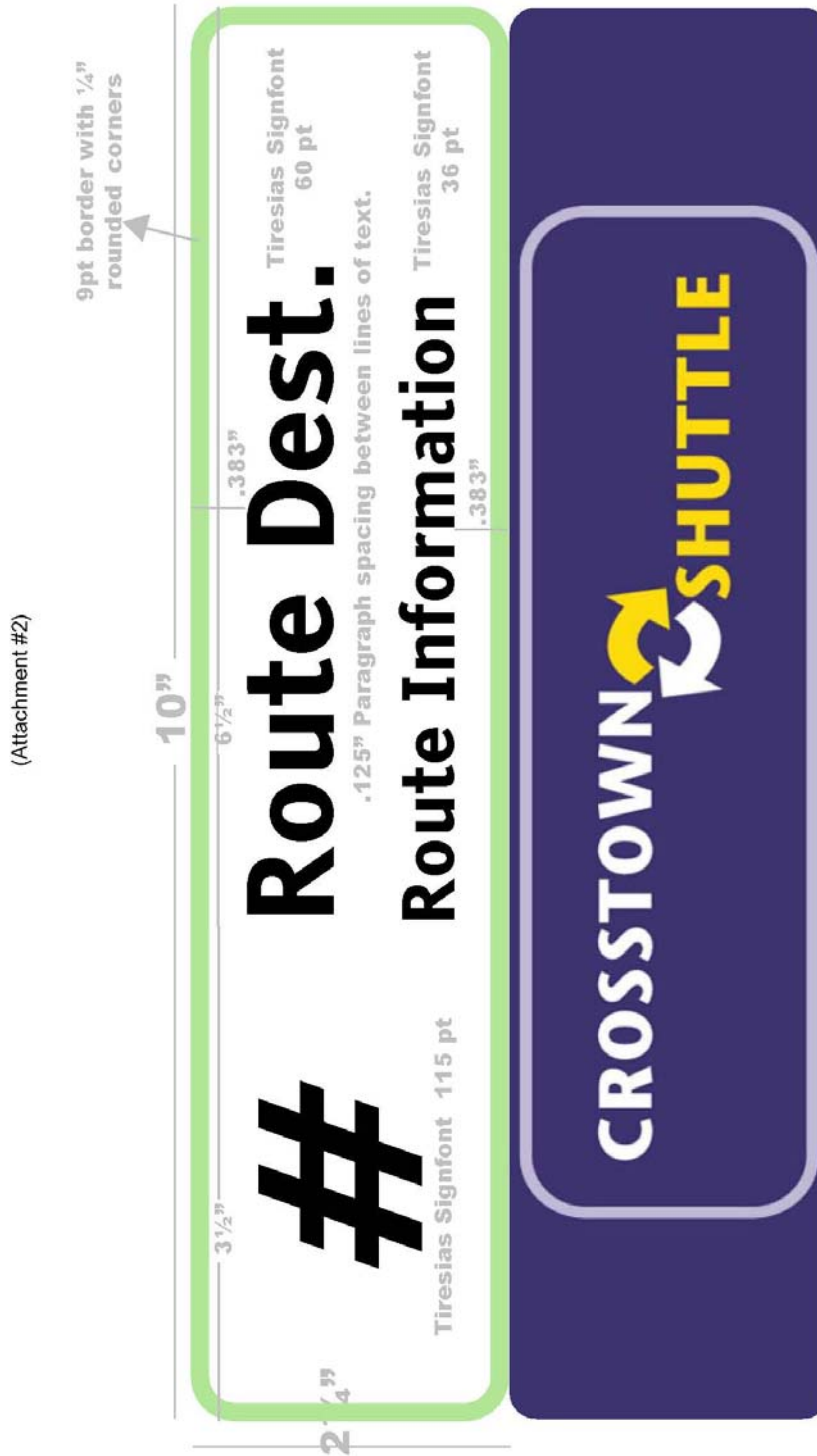 (Attachment #2)
9pt border with ¼”
rounded corners
10”
3½”
6½”
2¼”
#
Tiresias Signfont 115 pt
.383”
Route Dest.
Tiresias Signfont
60 pt
.125” Paragraph spacing between lines of text.
Route Information
Tiresias Signfont
36 pt
.383”
CROSSTOWN
SHUTTLE